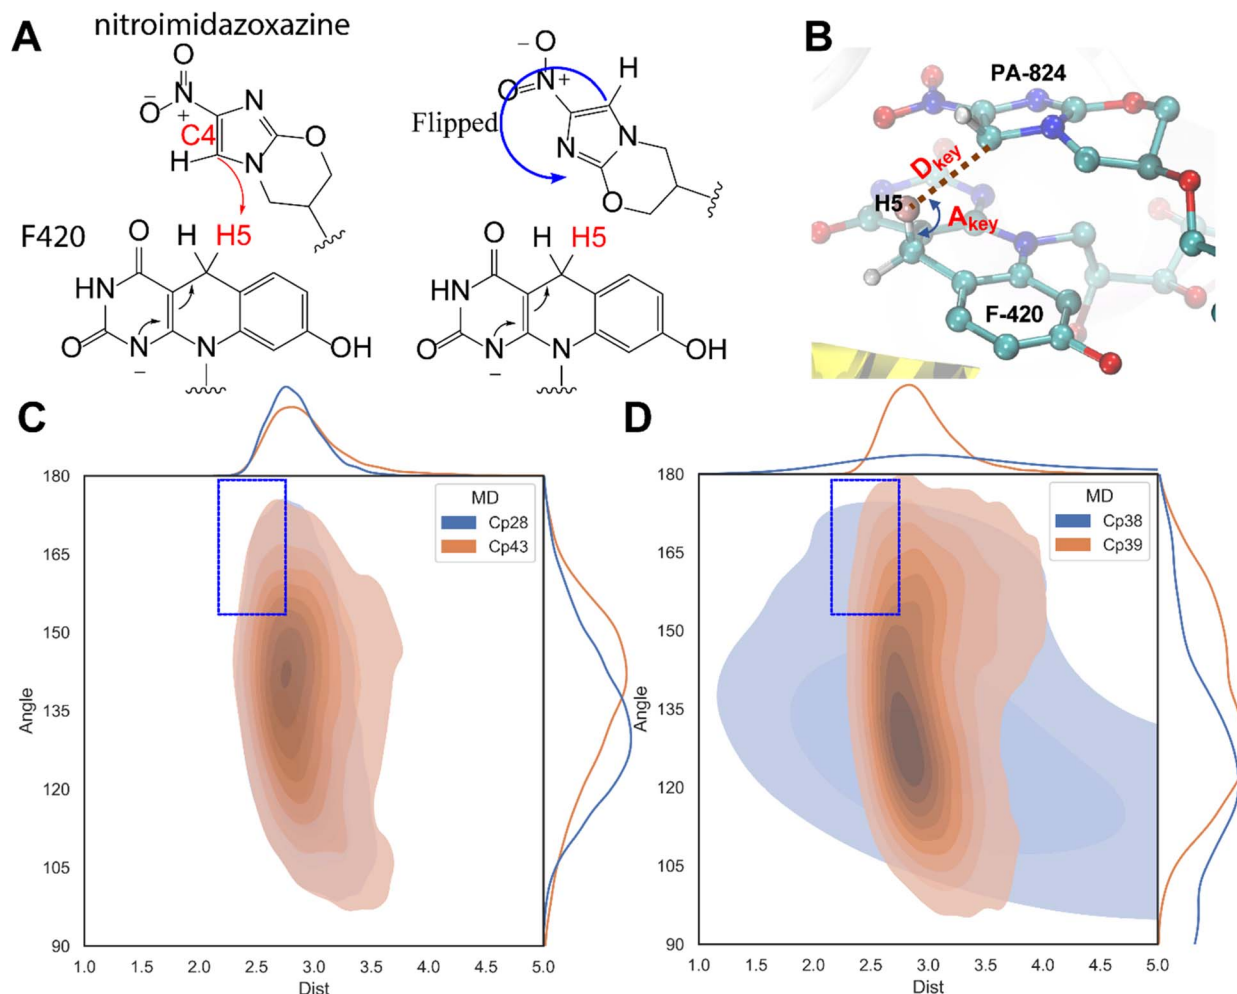 A
nitroimidazoxazine
O
N
+
−
O
C4
H
N
N
O
−
O
O
N
+
H
Flipped
N
N
O
F420
H
H5
O
HN
O
N
−
N
OH
H
H5
O
HN
O
N
−
N
OH
B
PA-824
Dkey
H5
Akey
F-420
C
180
165
150
135
120
105
90
Angle
1.0 1.5 2.0 2.5 3.0 3.5 4.0 4.5 5.0
Dist
MD
Cp28
Cp43
D
180
165
150
135
120
105
90
Angle
1.0 1.5 2.0 2.5 3.0 3.5 4.0 4.5 5.0
Dist
MD
Cp38
Cp39